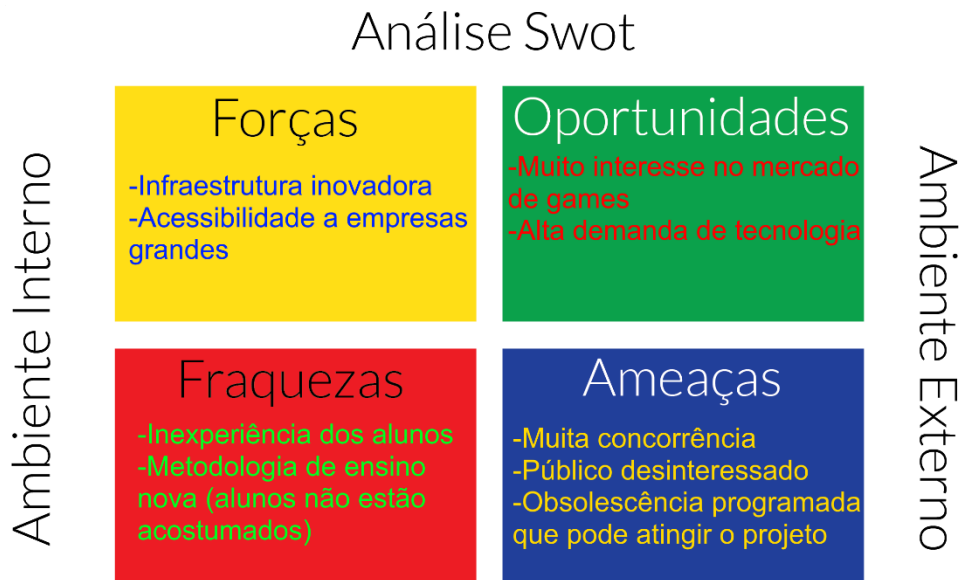 Análise Swot
Ambiente Interno
Forças
-Infraestrutura inovadora
-Acessibilidade a empresas
grandes
Oportunidades
-Muito interesse no mercado
de games
-Alta demanda de tecnologia
Fraquezas
-Inexperiência dos alunos
-Metodologia de ensino
nova (alunos não estão
acostumados)
Ameaças
-Muita concorrência
-Público desinteressado
-Obsolescência programada
que pode atingir o projeto
Ambiente Externo